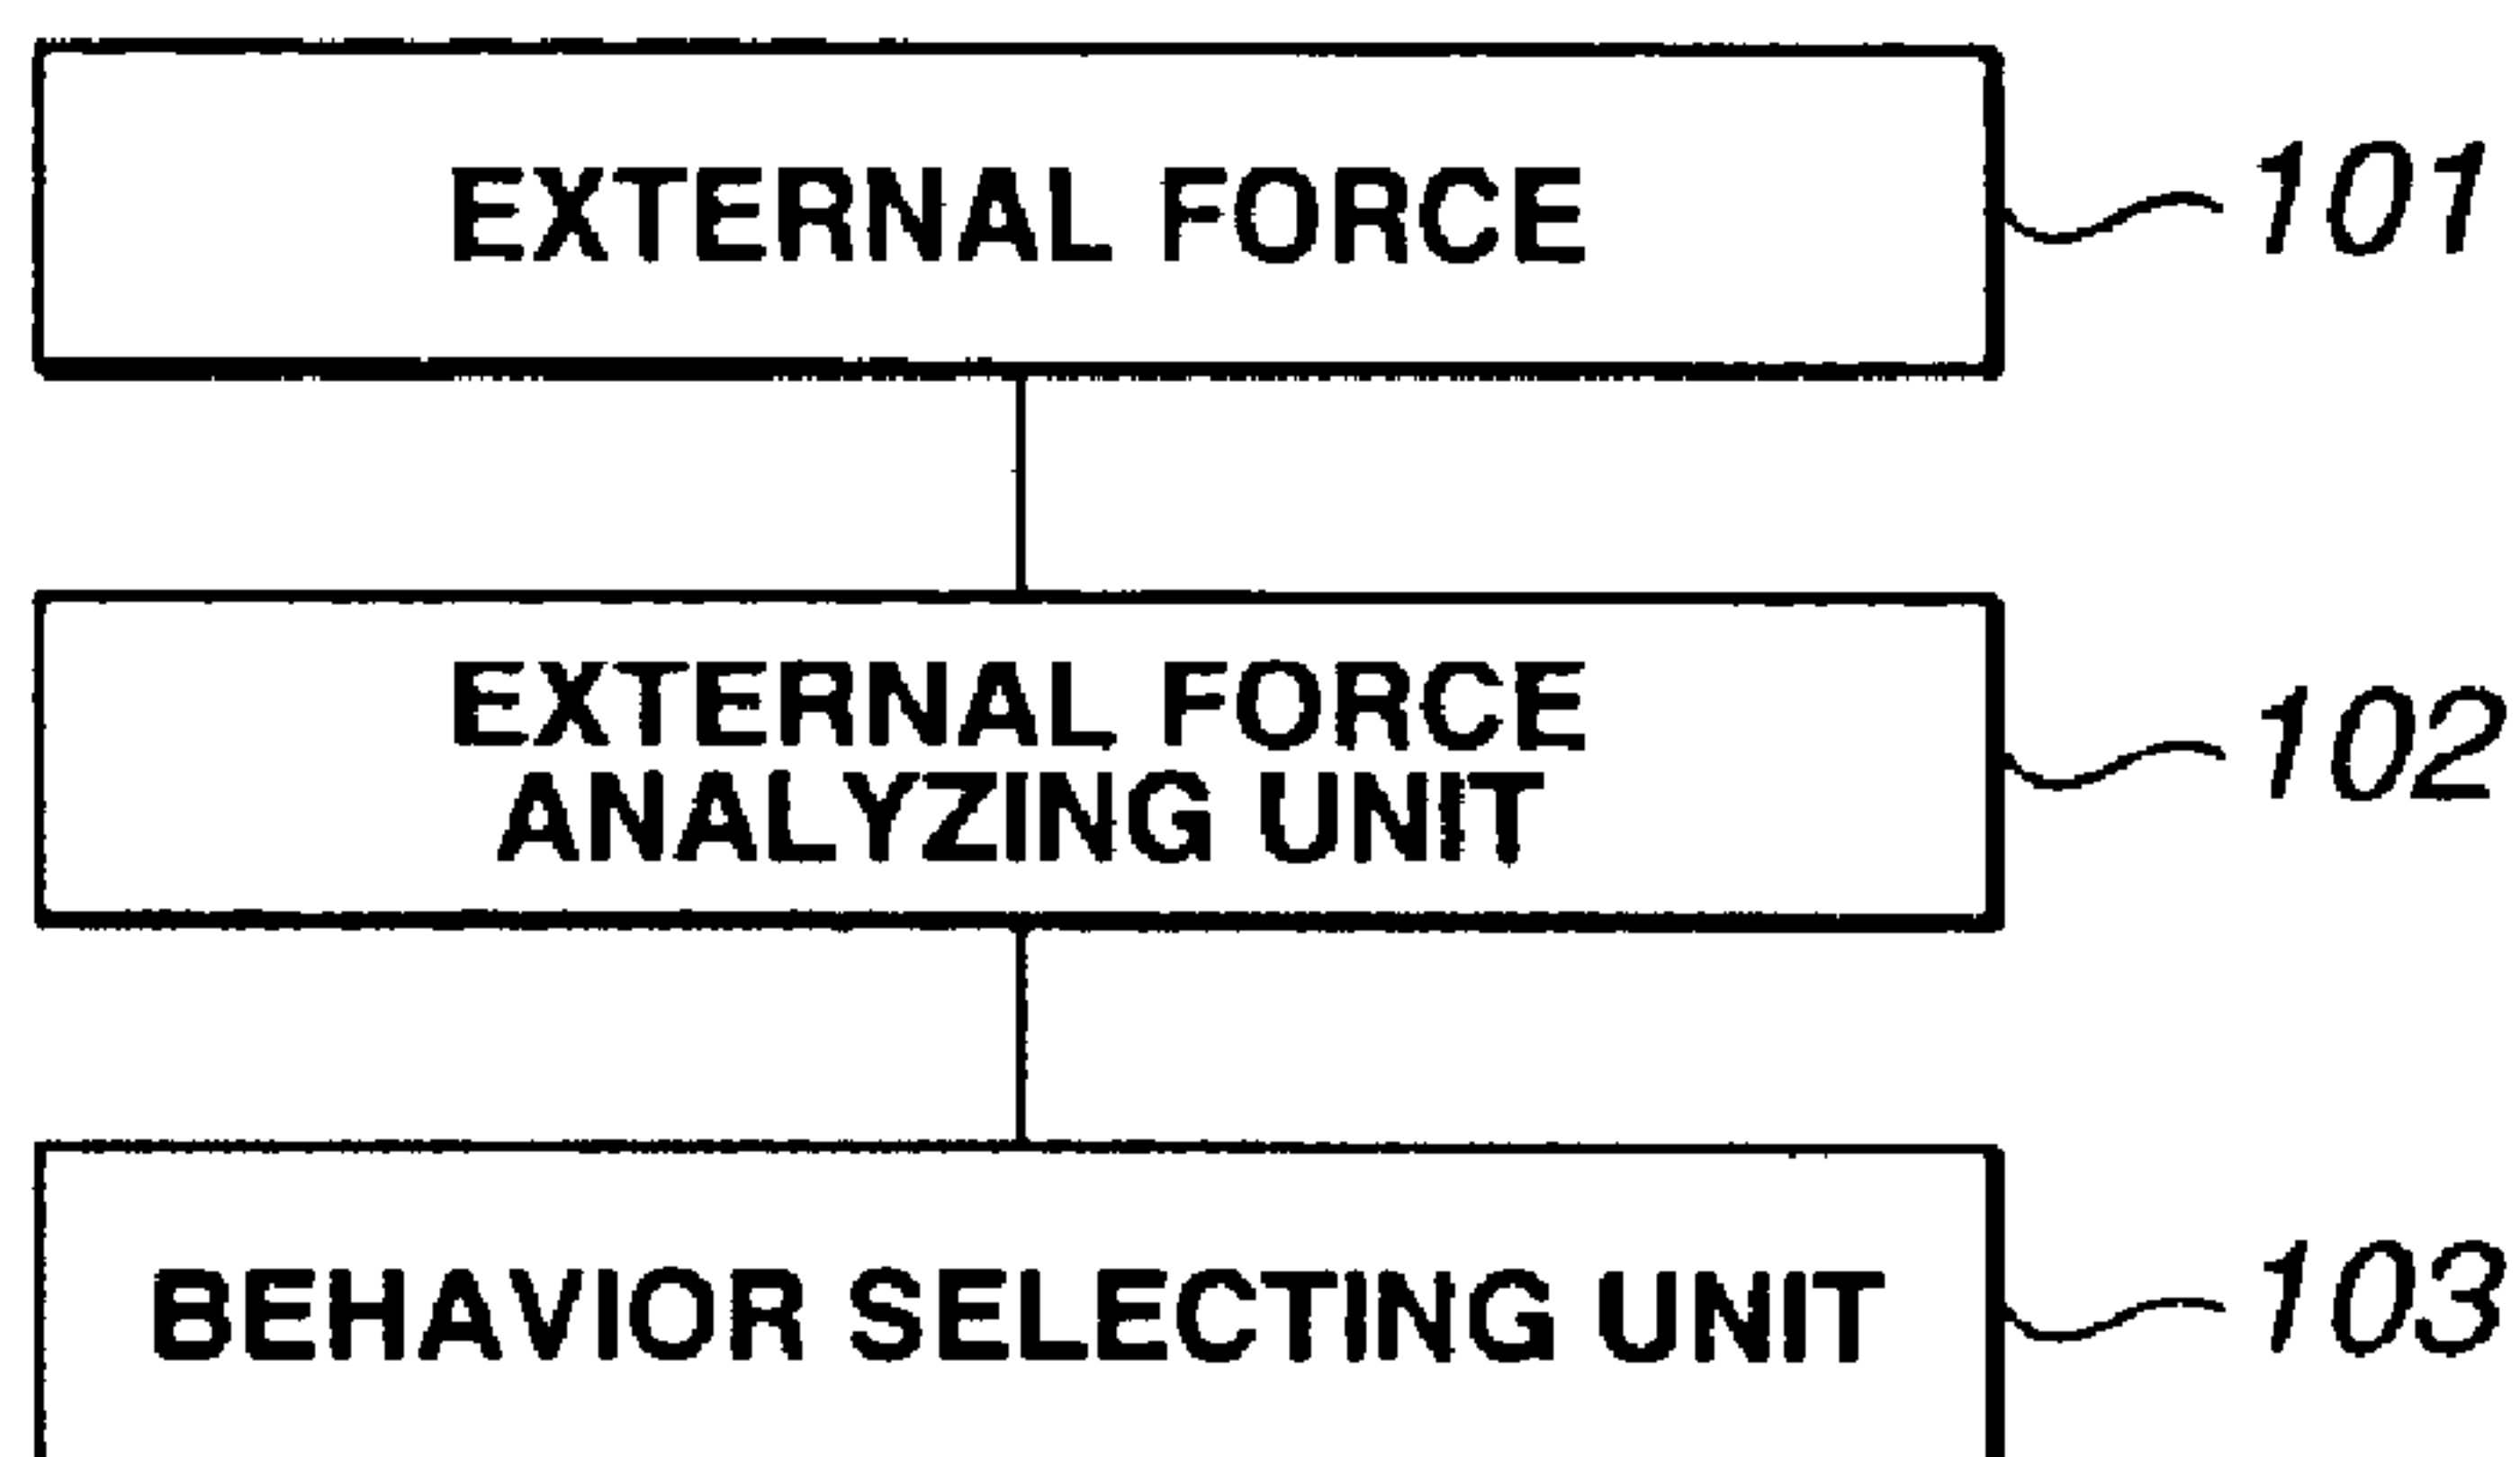 EXTERNAL FORCE
101
EXTERNAL FORCE
ANALYZING UNIT
102
BEHAVIOR SELECTING UNIT
103